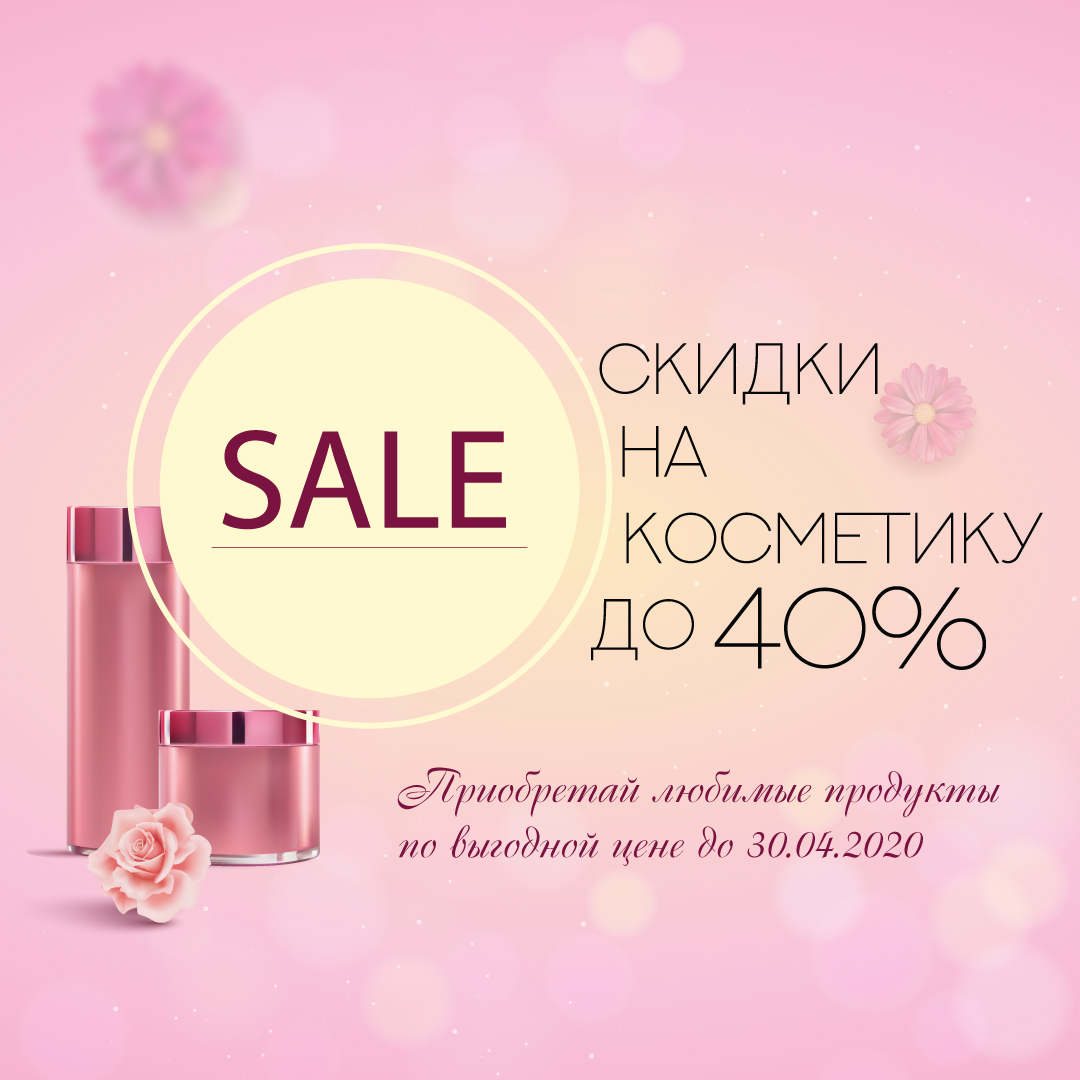 SALE
СКИДКИ
НА
КОСМЕТИКУ
ДО 40%
Приобретай любимые продукты
по выгодной цене до 30.04.2020